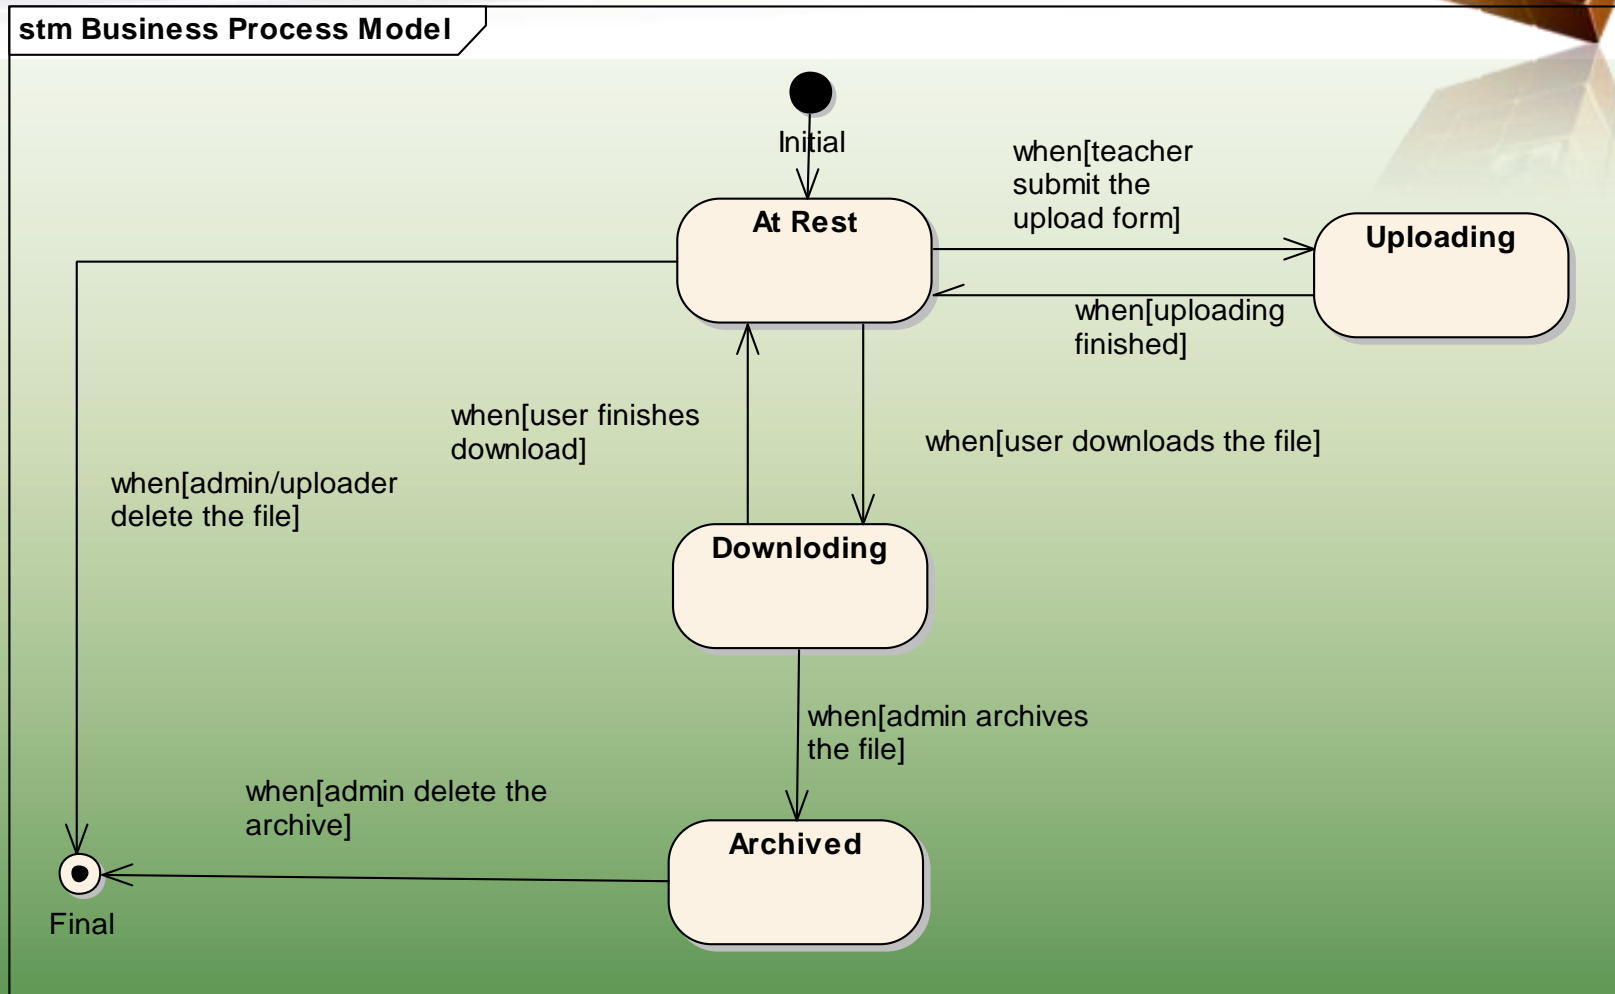 stm Business Process Model
Initial
when[teacher
submit the
upload form]
At Rest
Uploading
when[uploading
finished]
when[user finishes
download]
when[user downloads the file]
when[admin/uploader
delete the file]
Downloding
when[admin archives
the file]
when[admin delete the
archive]
Archived
Final